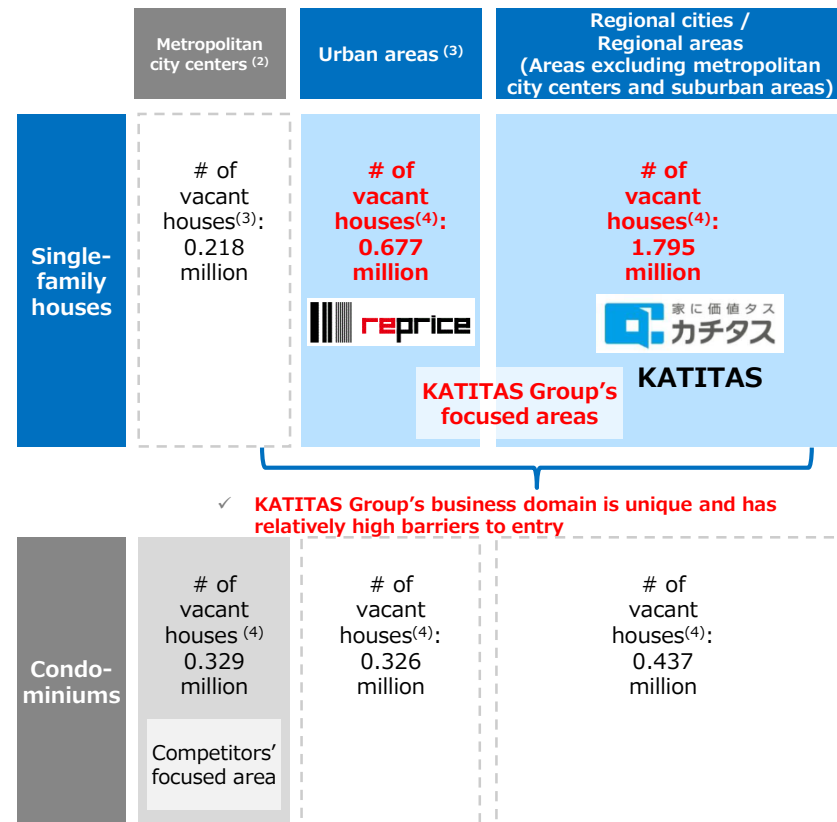 Metropolitan
city centers (2)
Urban areas (3)
Regional cities /
Regional areas
(Areas excluding metropolitan
city centers and suburban areas)
Single-
family
houses
# of
vacant
houses(3):
0.218
million
# of
vacant
houses(4):
0.677
million
reprice
# of
vacant
houses(4):
1.795
million
家に価値タス
カチタス
KATITAS
KATITAS Group's
focused areas
✓ KATITAS Group's business domain is unique and has
relatively high barriers to entry
Condo-
miniums
# of
vacant
houses (4)
0.329
million
Competitors'
focused area
# of
vacant
houses(4):
0.326
million
# of
vacant
houses(4):
0.437
million